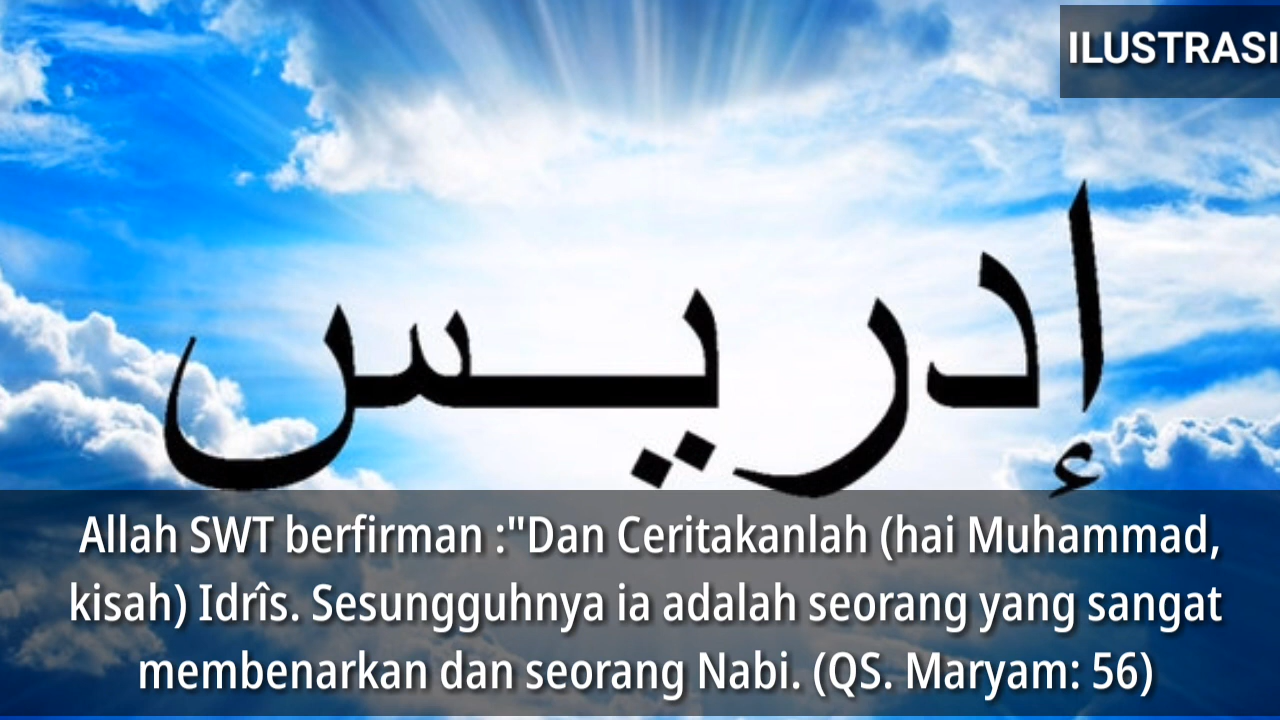 ILUSTRASI
إدريس
Allah SWT berfirman :"Dan Ceritakanlah (hai Muhammad,
kisah) Idrîs. Sesungguhnya ia adalah seorang yang sangat
membenarkan dan seorang Nabi. (QS. Maryam: 56)